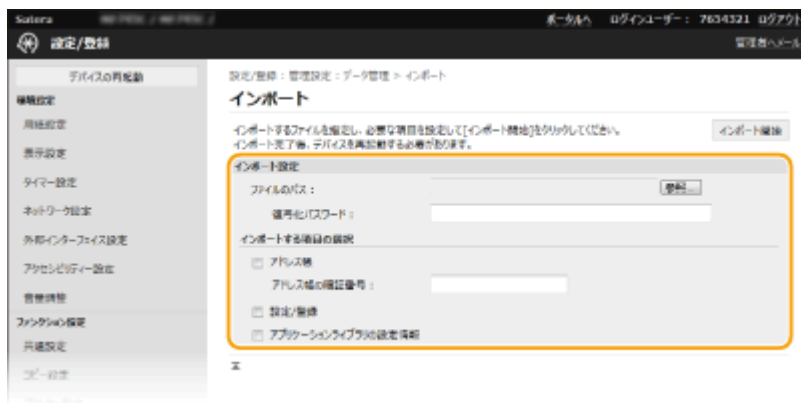 Satera
ポータルへ ログインユーザー： 7654321 ログアウト
設定/登録
管理者へメール
デバイスの再起動
環境設定
用紙設定
表示設定
タイマー設定
ネットワーク設定
外部インターフェイス設定
アクセシビリティー設定
音量調整
ファンクション設定
共通設定
コピー設定
設定/登録 : 管理設定 : データ管理 > インポート
インポート
インポートするファイルを指定し、必要な項目を設定して[インポート開始]をクリックしてください。
インポート完了後、デバイスを再起動する必要があります。
インポート開始
インポート設定
ファイルのパス :
参照...
復号化パスワード :
インポートする項目の選択
アドレス帳
アドレス帳の暗証番号 :
設定/登録
アプリケーションライブラリの設定情報